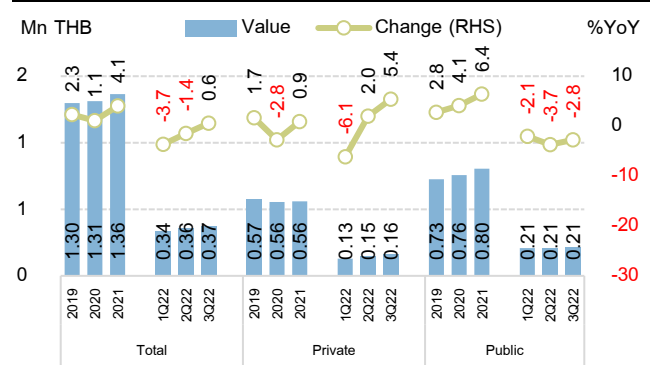 Mn THB Value Change (RHS) %YoY
2 1 1 0
10 0 -10 -20 -30
2.3 1.1 4.1 -3.7 -1.4 0.6 1.7 -2.8 0.9 -6.1 2.0 5.4 2.8 4.1 6.4 -2.1 -3.7 -2.8
1.30 1.31 1.36 0.34 0.36 0.37 0.57 0.56 0.56 0.13 0.15 0.16 0.73 0.76 0.80 0.21 0.21 0.21
2019 2020 2021 1Q22 2Q22 3Q22 2019 2020 2021 1Q22 2Q22 3Q22 2019 2020 2021 1Q22 2Q22 3Q22
Total Private Public